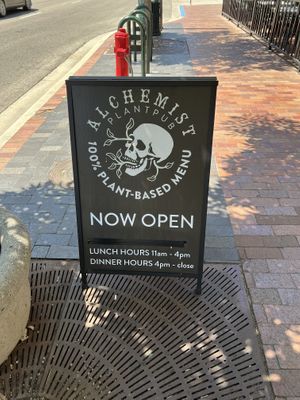 ALCHEMIST
PLANTPUB
100% PLANT-BASED MENU
NOW OPEN
LUNCH HOURS 11am - 4pm
DINNER HOURS 4pm - close